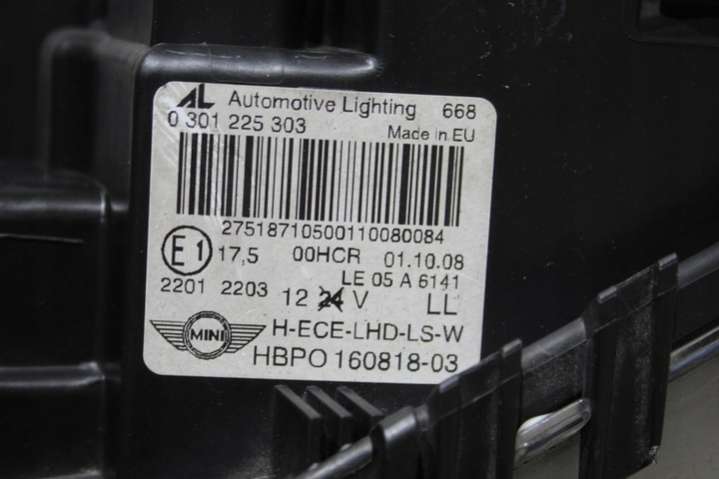 AL Automotive Lighting 668
0 301 225 303 Made in EU
27518710500110080084
E1 17,5 00HCR 01.10.08
LE 05 A 6141
2201 2203 12 24 V LL
MINI H-ECE-LHD-LS-W
HBPO 160818-03